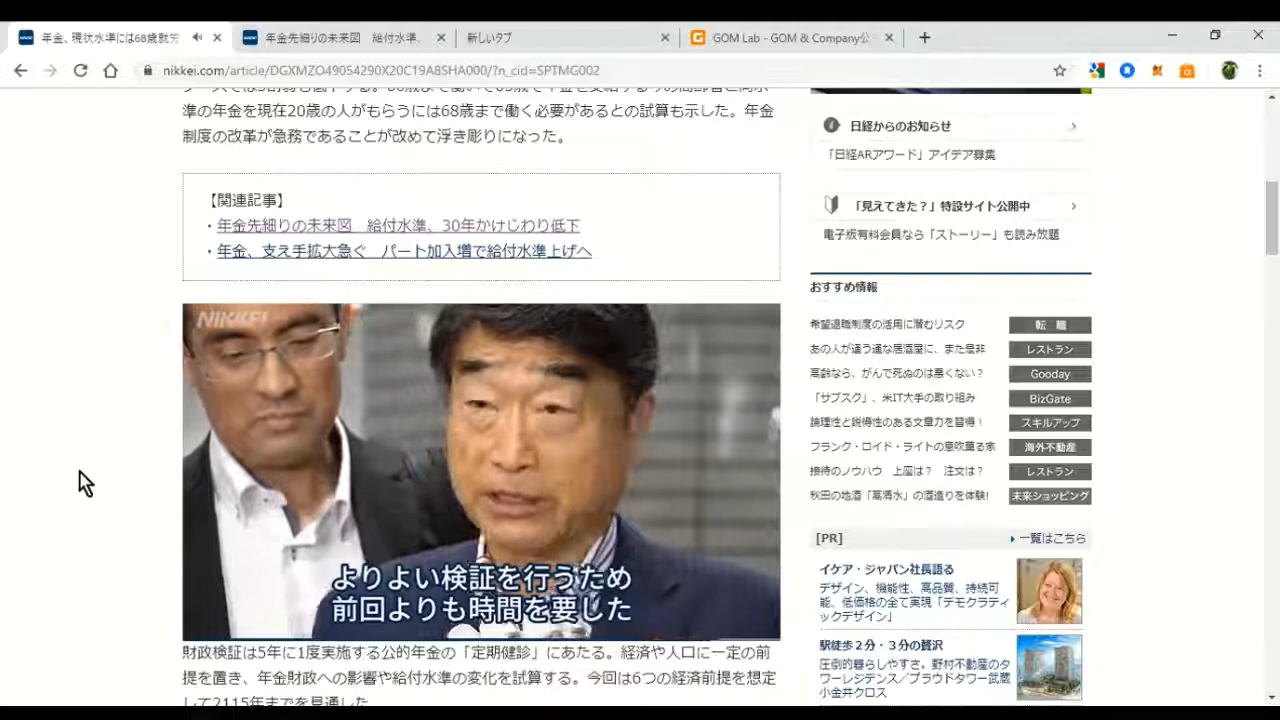 年金、現状水準には68歳就労
年金先細りの未来図 給付水準、
新しいタブ
GOM Lab - GOM & Company公
nikkei.com/article/DGXMZO49054290X20C19A8SHA000/?n_cid=SPTMG002
準の年金を現在20歳の人がもらうには68歳まで働く必要があるとの試算も示した。年金
制度の改革が急務であることが改めて浮き彫りになった。
【関連記事】
・年金先細りの未来図 給付水準、30年かけじわり低下
・年金、支え手拡大急ぐ パート加入増で給付水準上げへ
NIKKEI
よりよい検証を行うため
前回よりも時間を要した
財政検証は5年に1度実施する公的年金の「定期健診」にあたる。経済や人口に一定の前
提を置き、年金財政への影響や給付水準の変化を試算する。今回は6つの経済前提を想定
して2115年までを見通した
日経からのお知らせ
「日経ARアワード」アイデア募集
「見えてきた？」特設サイト公開中
電子版有料会員なら「ストーリー」も読み放題
おすすめ情報
希望退職制度の活用に潜むリスク 転 職
あの人が違う違な居酒屋に、また是非 レストラン
高齢なら、がんで死ぬのは悪くない？ Gooday
「サブスク」、米IT大手の取り組み BizGate
論理性と説得性のある文章力を習得！ スキルアップ
フランク・ロイド・ライトの意吹薫る家 海外不動産
接待のノウハウ 上座は？ 注文は？ レストラン
秋田の地酒「高清水」の酒造りを体験! 未来ショッピング
[PR]
一覧はこちら
イケア・ジャパン社長語る
デザイン、機能性、高品質、持続可
能、低価格の全て実現「デモクラティ
ックデザイン」
駅徒歩２分・３分の贅沢
圧倒的暮らしやすさ。野村不動産のタ
ワーレジデンス／プラウドタワー武蔵
小金井クロス